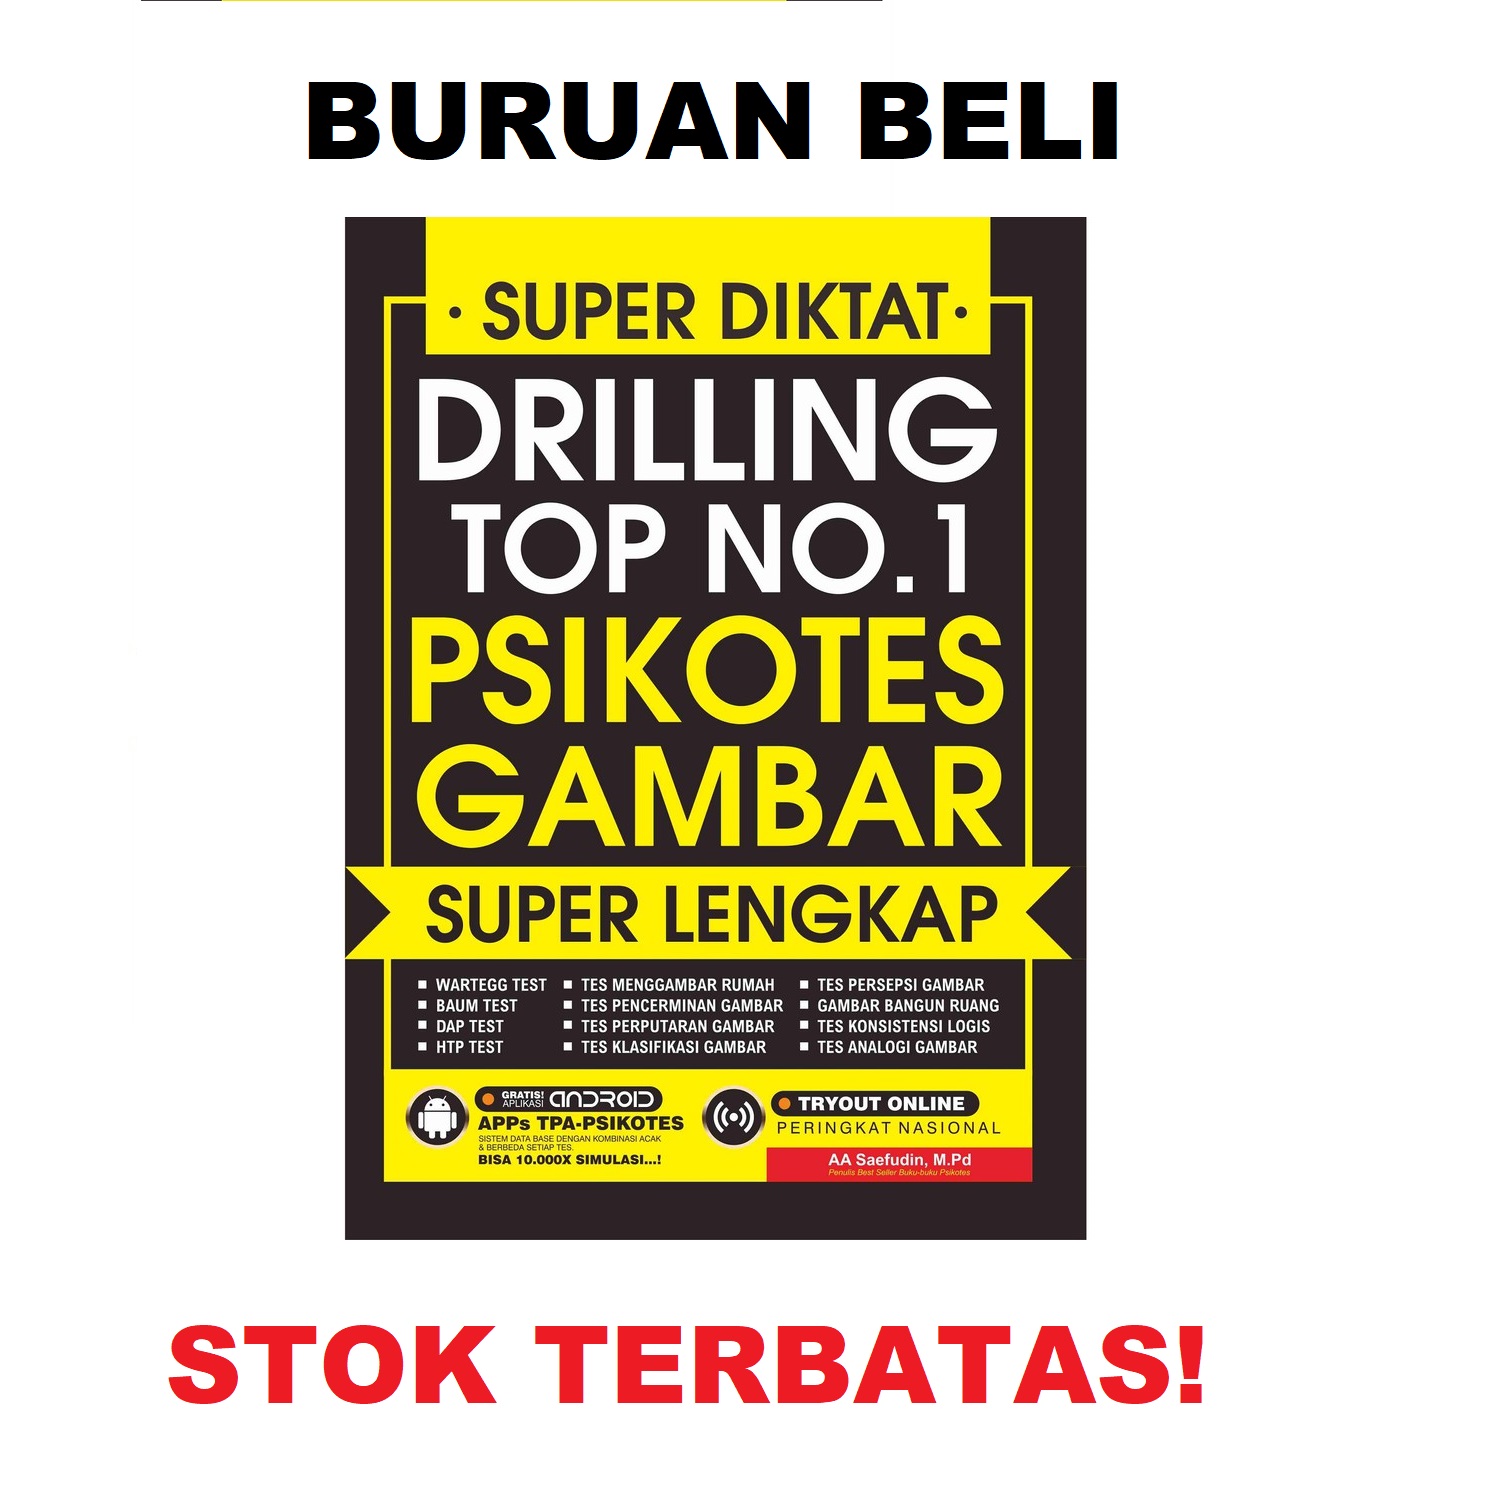 BURUAN BELI
· SUPER DIKTAT·
DRILLING
TOP NO.1
PSIKOTES
GAMBAR
SUPER LENGKAP
WARTEGG TEST
BAUM TEST
DAP TEST
HTP TEST
TES MENGGAMBAR RUMAH
TES PENCERMINAN GAMBAR
TES PERPUTARAN GAMBAR
TES KLASIFIKASI GAMBAR
TES PERSEPSI GAMBAR
GAMBAR BANGUN RUANG
TES KONSISTENSI LOGIS
TES ANALOGI GAMBAR
GRATIS!
APLIKASI ANDROID
APPs TPA-PSIKOTES
SISTEM DATA BASE DENGAN KOMBINASI ACAK
& BERBEDA SETIAP TES.
BISA 10.000X SIMULASI...!
TRYOUT ONLINE
PERINGKAT NASIONAL
AA Saefudin, M.Pd
Penulis Best Seller Buku-buku Psikotes
STOK TERBATAS!